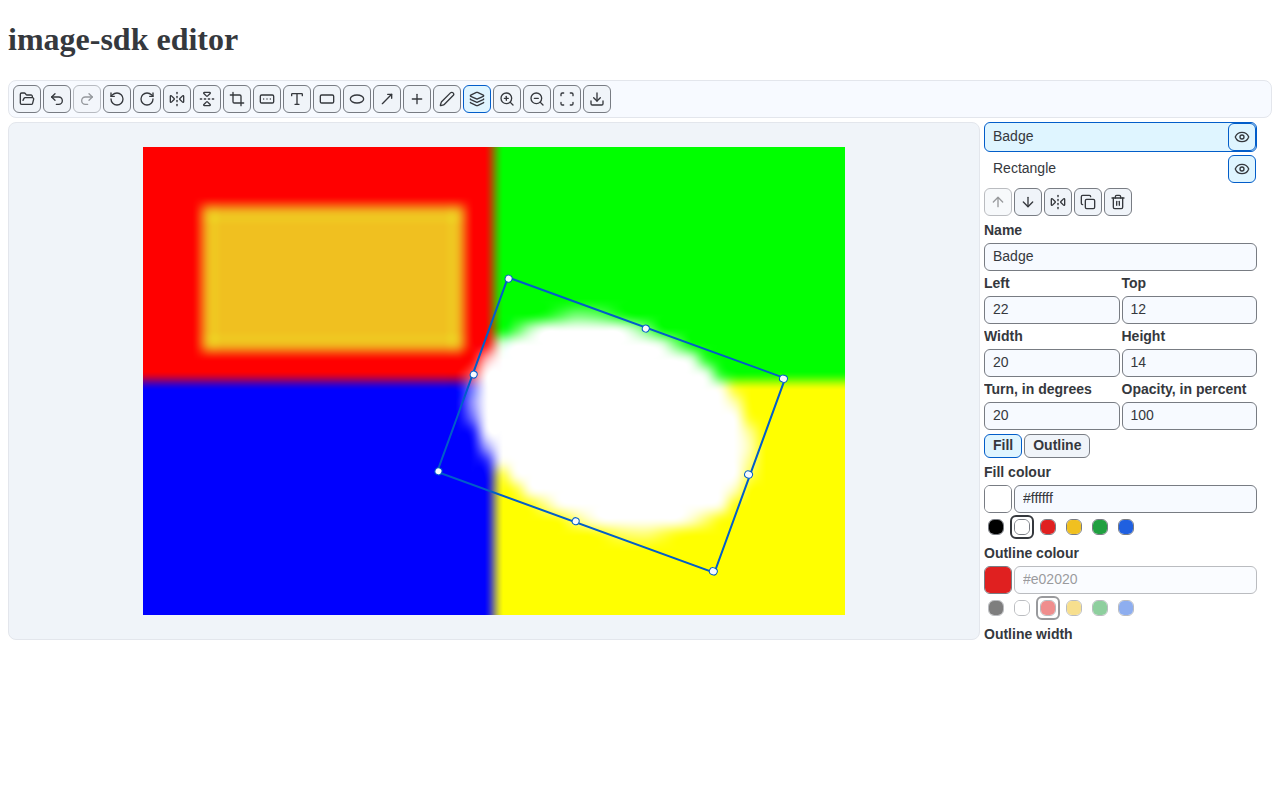 image-sdk editor
Badge
Rectangle
Name
Badge
Left Top
22 12
Width Height
20 14
Turn, in degrees Opacity, in percent
20 100
Fill Outline
Fill colour
#ffffff
Outline colour
#e02020
Outline width